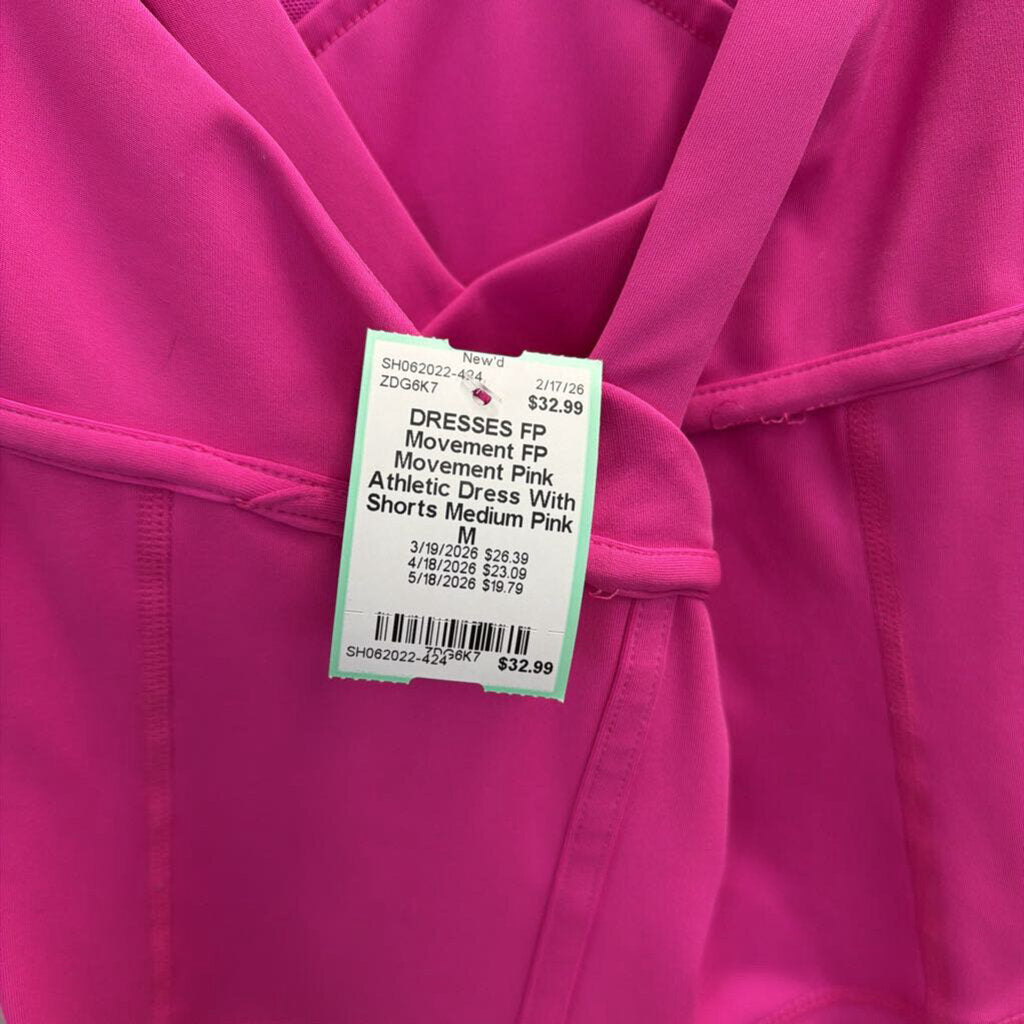 New'd
SH062022-424
ZDG6K7
2/17/26
$32.99
DRESSES FP
Movement FP
Movement Pink
Athletic Dress With
Shorts Medium Pink
M
3/19/2026 $26.39
4/18/2026 $23.09
5/18/2026 $19.79
ZDG6K7
SH062022-424
$32.99